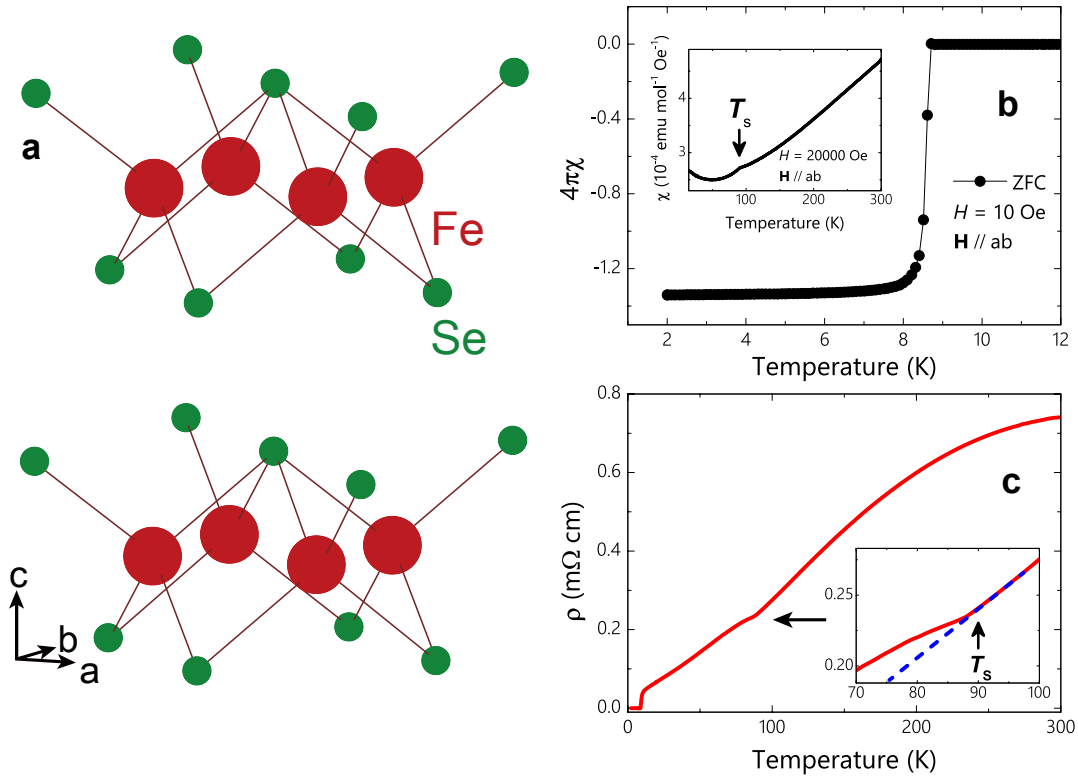 a
Fe
Se
c
b
a
b
4πχ
0.0
-0.4
-0.8
-1.2
2
4
6
8
10
12
Temperature (K)
ZFC
H = 10 Oe
H // ab
χ (10⁻⁴ emu mol⁻¹ Oe⁻¹)
4
3
Tₛ
H = 20000 Oe
H // ab
100
200
300
Temperature (K)
c
ρ (mΩ cm)
0.8
0.6
0.4
0.2
0.0
0
100
200
300
Temperature (K)
0.25
0.20
70
80
90
100
Tₛ